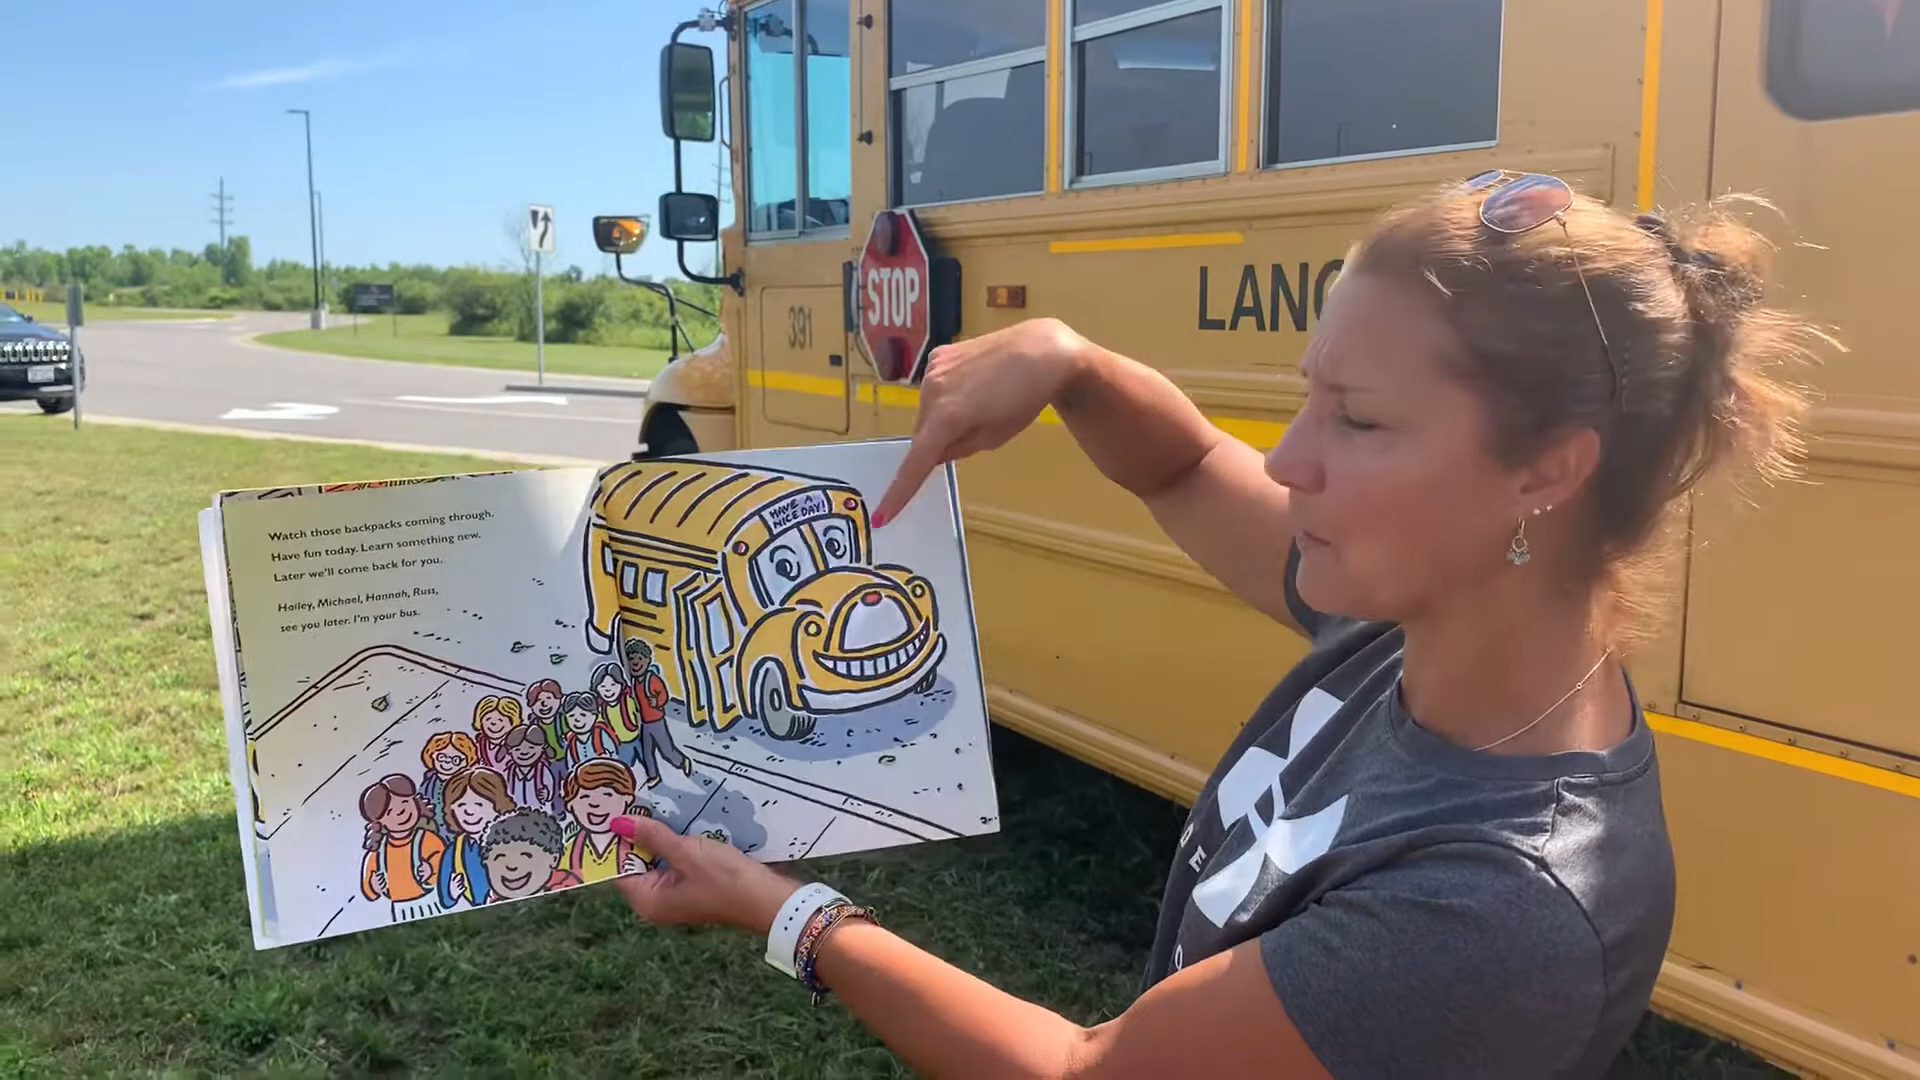 STOP
391
LANC
HAVE A
NICE DAY!
Watch those backpacks coming through.
Have fun today. Learn something new.
Later we'll come back for you.
Hailey, Michael, Hannah, Russ,
see you later. I'm your bus.